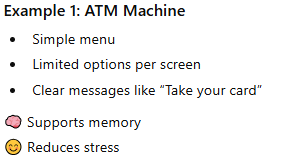 Example 1: ATM Machine
• Simple menu
• Limited options per screen
• Clear messages like “Take your card”
🧠 Supports memory
😊 Reduces stress